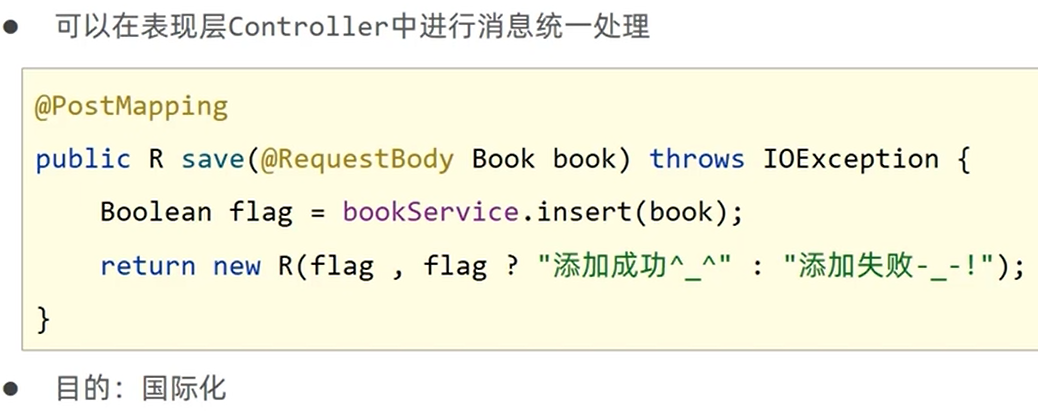 ● 可以在表现层Controller中进行消息统一处理
@PostMapping
public R save(@RequestBody Book book) throws IOException {
    Boolean flag = bookService.insert(book);
    return new R(flag , flag ? "添加成功^_^" : "添加失败-_-!");
}
● 目的：国际化